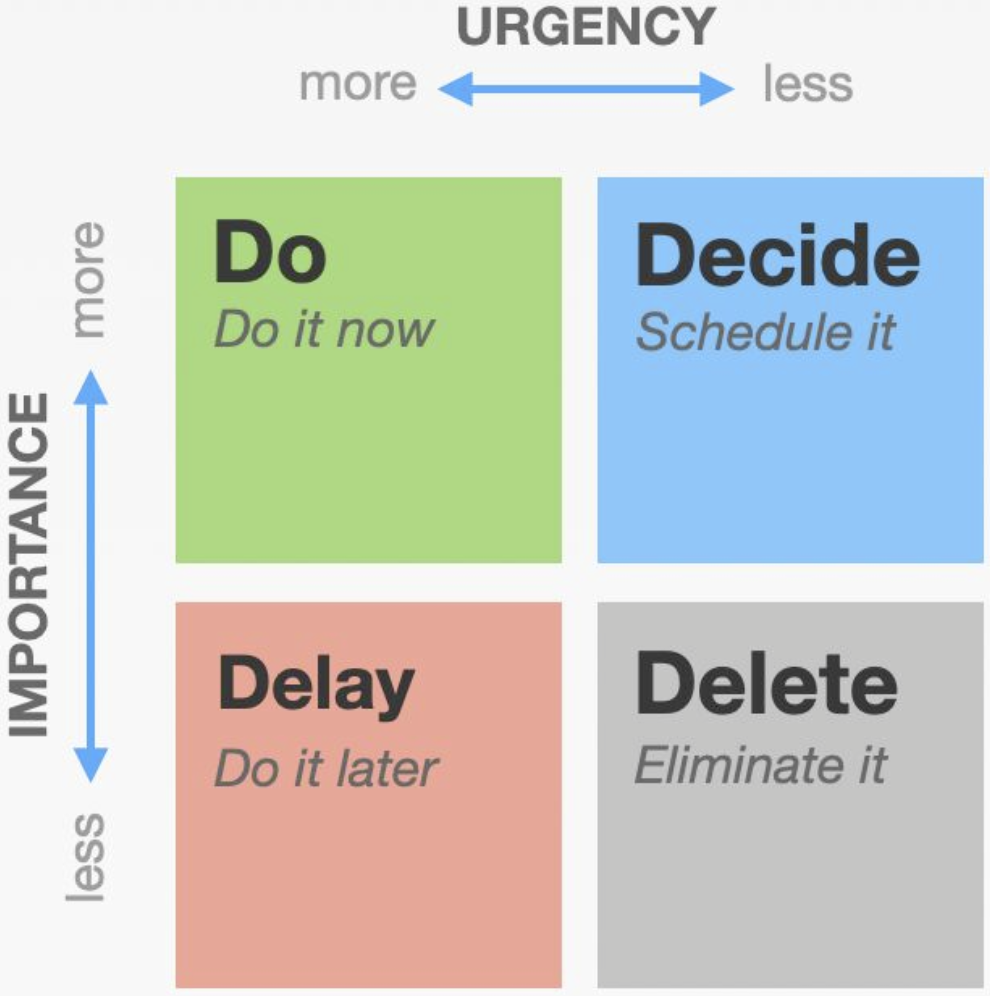 URGENCY
more less
more
IMPORTANCE
less
Do
Do it now
Decide
Schedule it
Delay
Do it later
Delete
Eliminate it